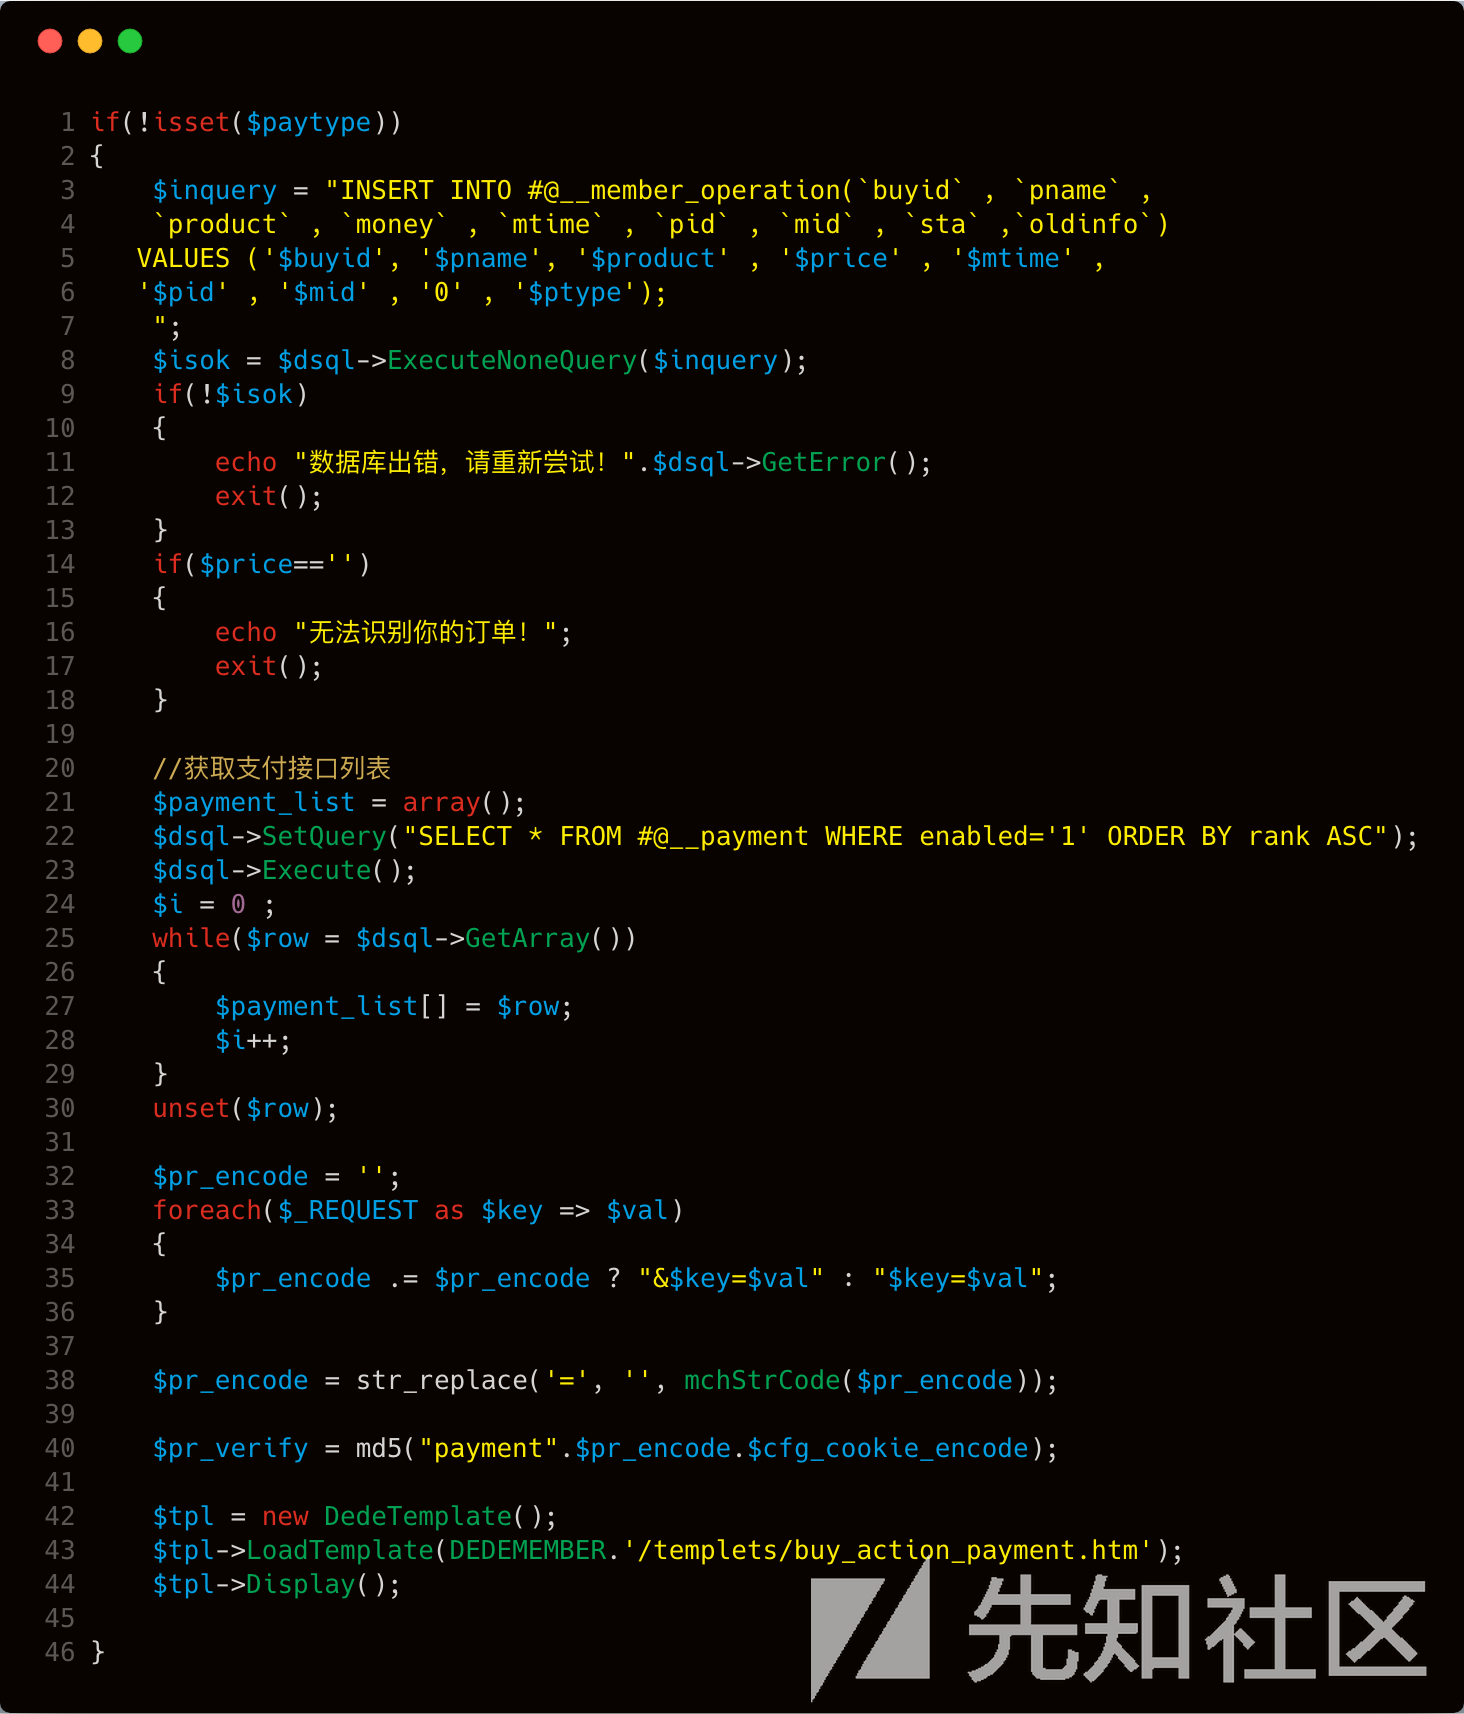 1 if(!isset($paytype))
2 {
3     $inquery = "INSERT INTO #@__member_operation(`buyid` , `pname` ,
4     `product` , `money` , `mtime` , `pid` , `mid` , `sta` ,`oldinfo`)
5    VALUES ('$buyid', '$pname', '$product' , '$price' , '$mtime' ,
6    '$pid' , '$mid' , '0' , '$ptype');
7     ";
8     $isok = $dsql->ExecuteNoneQuery($inquery);
9     if(!$isok)
10     {
11         echo "数据库出错，请重新尝试！".$dsql->GetError();
12         exit();
13     }
14     if($price=='')
15     {
16         echo "无法识别你的订单！";
17         exit();
18     }
19
20     //获取支付接口列表
21     $payment_list = array();
22     $dsql->SetQuery("SELECT * FROM #@__payment WHERE enabled='1' ORDER BY rank ASC");
23     $dsql->Execute();
24     $i = 0 ;
25     while($row = $dsql->GetArray())
26     {
27         $payment_list[] = $row;
28         $i++;
29     }
30     unset($row);
31
32     $pr_encode = '';
33     foreach($_REQUEST as $key => $val)
34     {
35         $pr_encode .= $pr_encode ? "&$key=$val" : "$key=$val";
36     }
37
38     $pr_encode = str_replace('=', '', mchStrCode($pr_encode));
39
40     $pr_verify = md5("payment".$pr_encode.$cfg_cookie_encode);
41
42     $tpl = new DedeTemplate();
43     $tpl->LoadTemplate(DEDEMEMBER.'/templets/buy_action_payment.htm');
44     $tpl->Display();
45
46 }
先知社区